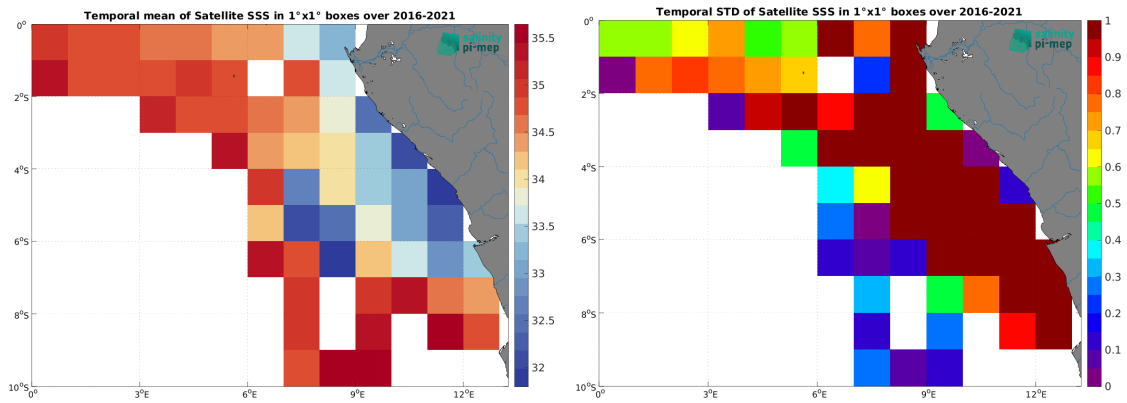 Temporal mean of Satellite SSS in 1°x1° boxes over 2016-2021
0°
2°S
4°S
6°S
8°S
10°S
0°
3°E
6°E
9°E
12°E
salinity
pi-mep
35.5
35
34.5
34
33.5
33
32.5
32
Temporal STD of Satellite SSS in 1°x1° boxes over 2016-2021
0°
2°S
4°S
6°S
8°S
10°S
0°
3°E
6°E
9°E
12°E
salinity
pi-mep
1
0.9
0.8
0.7
0.6
0.5
0.4
0.3
0.2
0.1
0